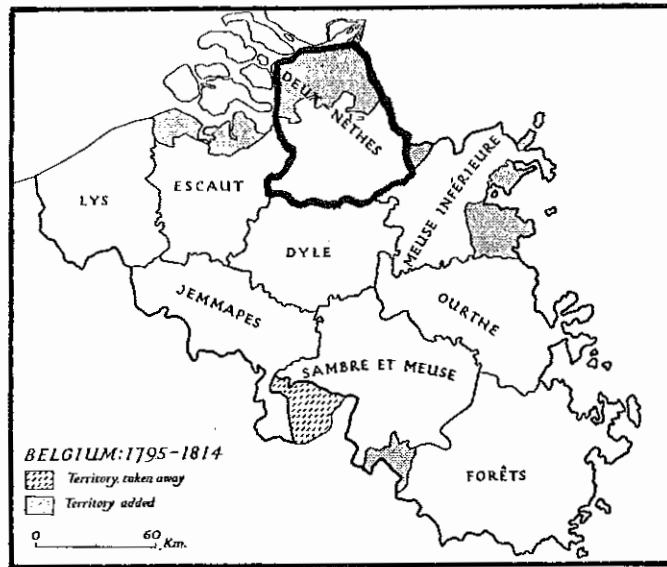 DEUX-NÈTHES
LYS
ESCAUT
MEUSE INFÉRIEURE
DYLE
JEMMAPES
OURTHE
SAMBRE ET MEUSE
FORÊTS
BELGIUM: 1795-1814
Territory taken away
Territory added
0 60 Km.